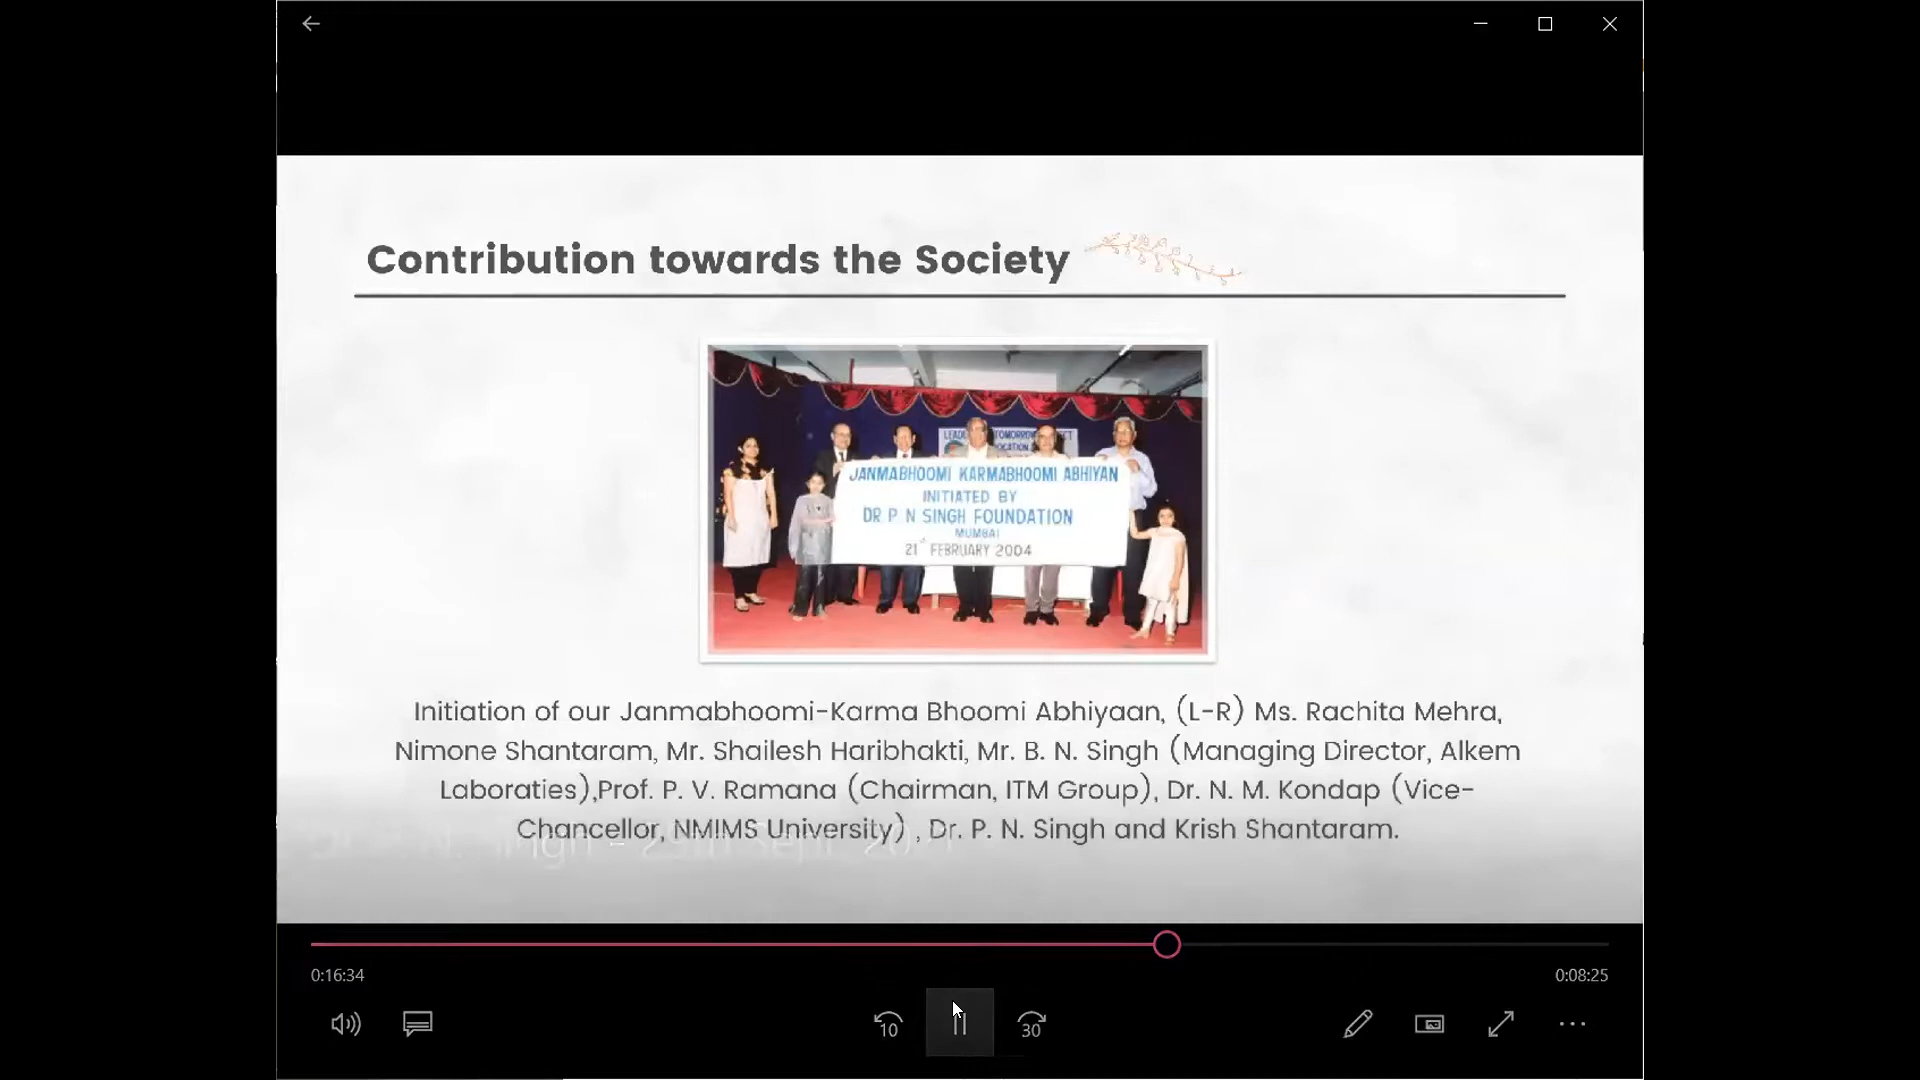 Contribution towards the Society
JANMABHOOMI KARMABHOOMI ABHIYAN
INITIATED BY
DR P N SINGH FOUNDATION
MUMBAI
21st FEBRUARY 2004
Initiation of our Janmabhoomi-Karma Bhoomi Abhiyaan, (L-R) Ms. Rachita Mehra,
Nimone Shantaram, Mr. Shailesh Haribhakti, Mr. B. N. Singh (Managing Director, Alkem
Laboraties),Prof. P. V. Ramana (Chairman, ITM Group), Dr. N. M. Kondap (Vice-
Chancellor, NMIMS University) , Dr. P. N. Singh and Krish Shantaram.
0:16:34
0:08:25
10
30